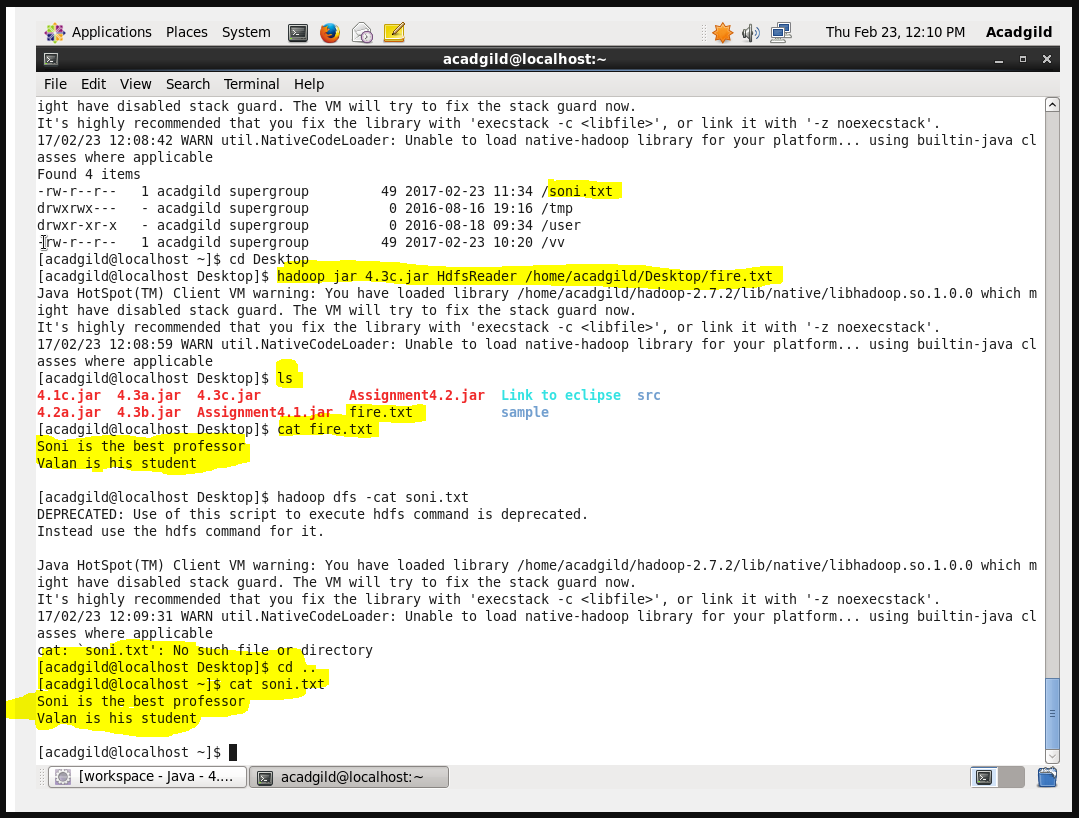 Applications Places System Thu Feb 23, 12:10 PM Acadgild
acadgild@localhost:~
File Edit View Search Terminal Help
ight have disabled stack guard. The VM will try to fix the stack guard now.
It's highly recommended that you fix the library with 'execstack -c <libfile>', or link it with '-z noexecstack'.
17/02/23 12:08:42 WARN util.NativeCodeLoader: Unable to load native-hadoop library for your platform... using builtin-java cl
asses where applicable
Found 4 items
-rw-r--r--   1 acadgild supergroup         49 2017-02-23 11:34 /soni.txt
drwxrwx---   - acadgild supergroup          0 2016-08-16 19:16 /tmp
drwxr-xr-x   - acadgild supergroup          0 2016-08-18 09:34 /user
-rw-r--r--   1 acadgild supergroup         49 2017-02-23 10:20 /vv
[acadgild@localhost ~]$ cd Desktop
[acadgild@localhost Desktop]$ hadoop jar 4.3c.jar HdfsReader /home/acadgild/Desktop/fire.txt
Java HotSpot(TM) Client VM warning: You have loaded library /home/acadgild/hadoop-2.7.2/lib/native/libhadoop.so.1.0.0 which m
ight have disabled stack guard. The VM will try to fix the stack guard now.
It's highly recommended that you fix the library with 'execstack -c <libfile>', or link it with '-z noexecstack'.
17/02/23 12:08:59 WARN util.NativeCodeLoader: Unable to load native-hadoop library for your platform... using builtin-java cl
asses where applicable
[acadgild@localhost Desktop]$ ls
4.1c.jar  4.3a.jar  4.3c.jar           Assignment4.2.jar  Link to eclipse  src
4.2a.jar  4.3b.jar  Assignment4.1.jar  fire.txt           sample
[acadgild@localhost Desktop]$ cat fire.txt
Soni is the best professor
Valan is his student
[acadgild@localhost Desktop]$ hadoop dfs -cat soni.txt
DEPRECATED: Use of this script to execute hdfs command is deprecated.
Instead use the hdfs command for it.
Java HotSpot(TM) Client VM warning: You have loaded library /home/acadgild/hadoop-2.7.2/lib/native/libhadoop.so.1.0.0 which m
ight have disabled stack guard. The VM will try to fix the stack guard now.
It's highly recommended that you fix the library with 'execstack -c <libfile>', or link it with '-z noexecstack'.
17/02/23 12:09:31 WARN util.NativeCodeLoader: Unable to load native-hadoop library for your platform... using builtin-java cl
asses where applicable
cat: `soni.txt': No such file or directory
[acadgild@localhost Desktop]$ cd ..
[acadgild@localhost ~]$ cat soni.txt
Soni is the best professor
Valan is his student
[acadgild@localhost ~]$
[workspace - Java - 4.... acadgild@localhost:~